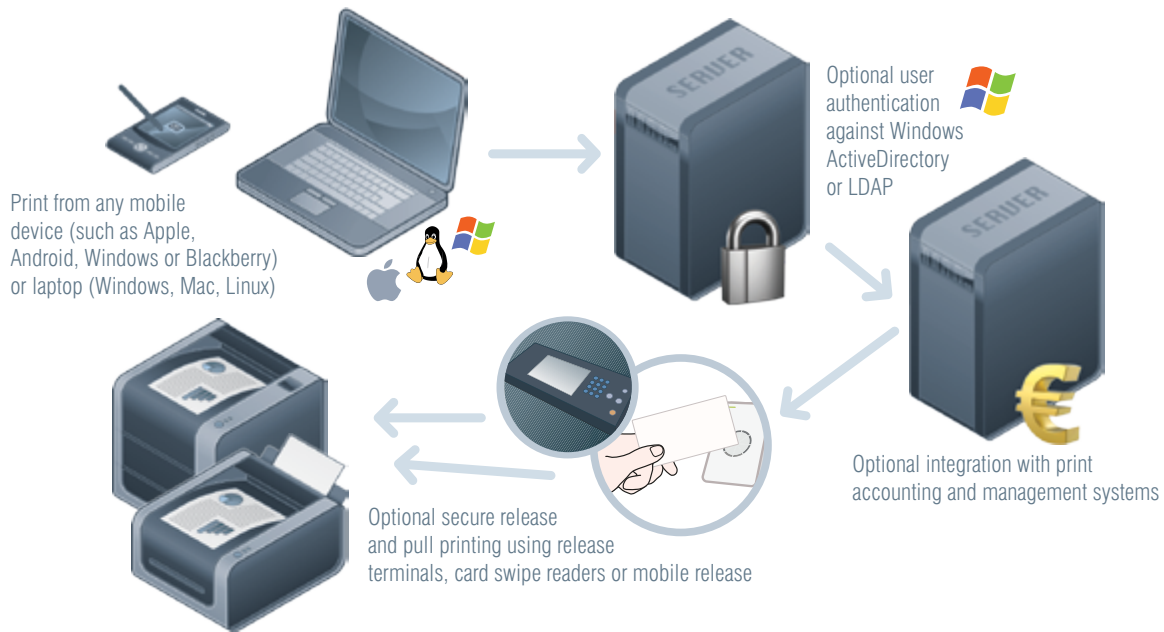 SERVER
Optional user
authentication
against Windows
ActiveDirectory
or LDAP
Print from any mobile
device (such as Apple,
Android, Windows or Blackberry)
or laptop (Windows, Mac, Linux)
SERVER
Optional integration with print
accounting and management systems
Optional secure release
and pull printing using release
terminals, card swipe readers or mobile release